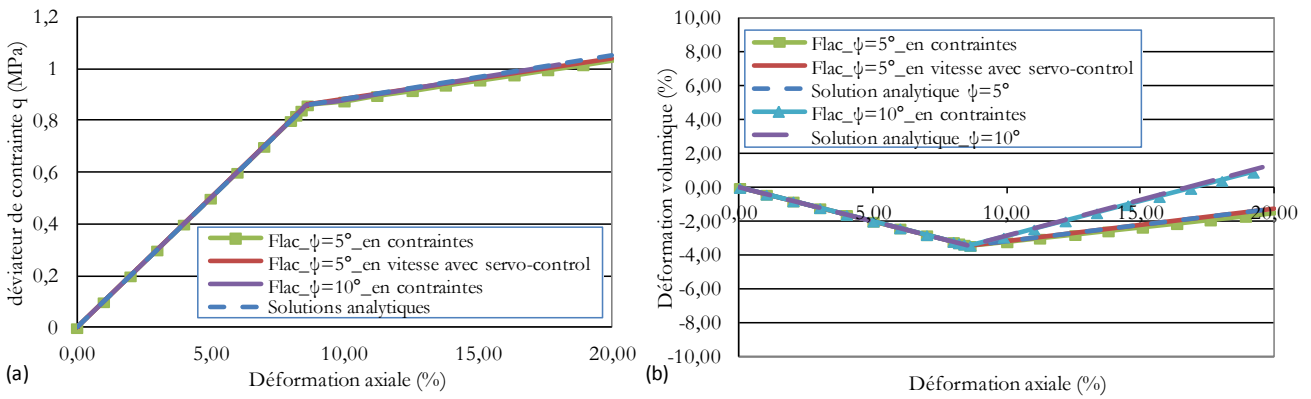 1,2
1
0,8
0,6
0,4
0,2
0
déviateur de contrainte q (MPa)
Flac_ψ=5°_en contraintes
Flac_ψ=5°_en vitesse avec servo-control
Flac_ψ=10°_en contraintes
Solutions analytiques
0,00
5,00
10,00
15,00
20,00
Déformation axiale (%)
(a)
10,00
8,00
6,00
4,00
2,00
0,00
-2,00
-4,00
-6,00
-8,00
-10,00
Déformation volumique (%)
Flac_ψ=5°_en contraintes
Flac_ψ=5°_en vitesse avec servo-control
Solution analytique ψ=5°
Flac_ψ=10°_en contraintes
Solution analytique_ψ=10°
0,00
5,00
10,00
15,00
20,00
Déformation axiale (%)
(b)